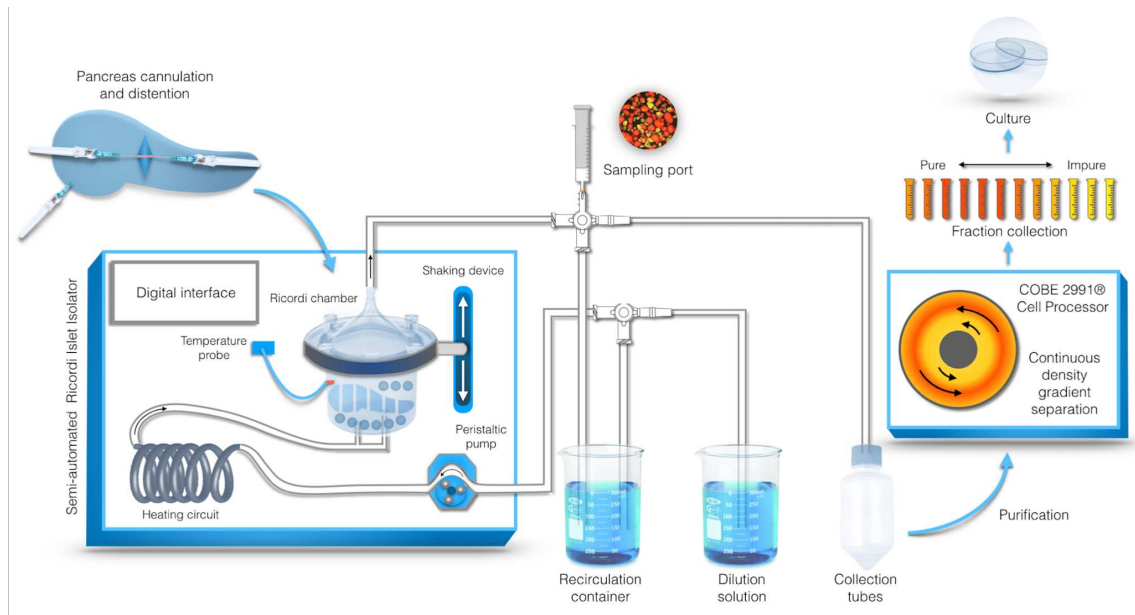 Pancreas cannulation
and distention
Sampling port
Culture
Pure
Impure
Fraction collection
Semi-automated Ricordi Islet Isolator
Digital interface
Ricordi chamber
Shaking device
Temperature
probe
Peristaltic
pump
Heating circuit
COBE 2991®
Cell Processor
Continuous
density
gradient
separation
Purification
Recirculation
container
Dilution
solution
Collection
tubes